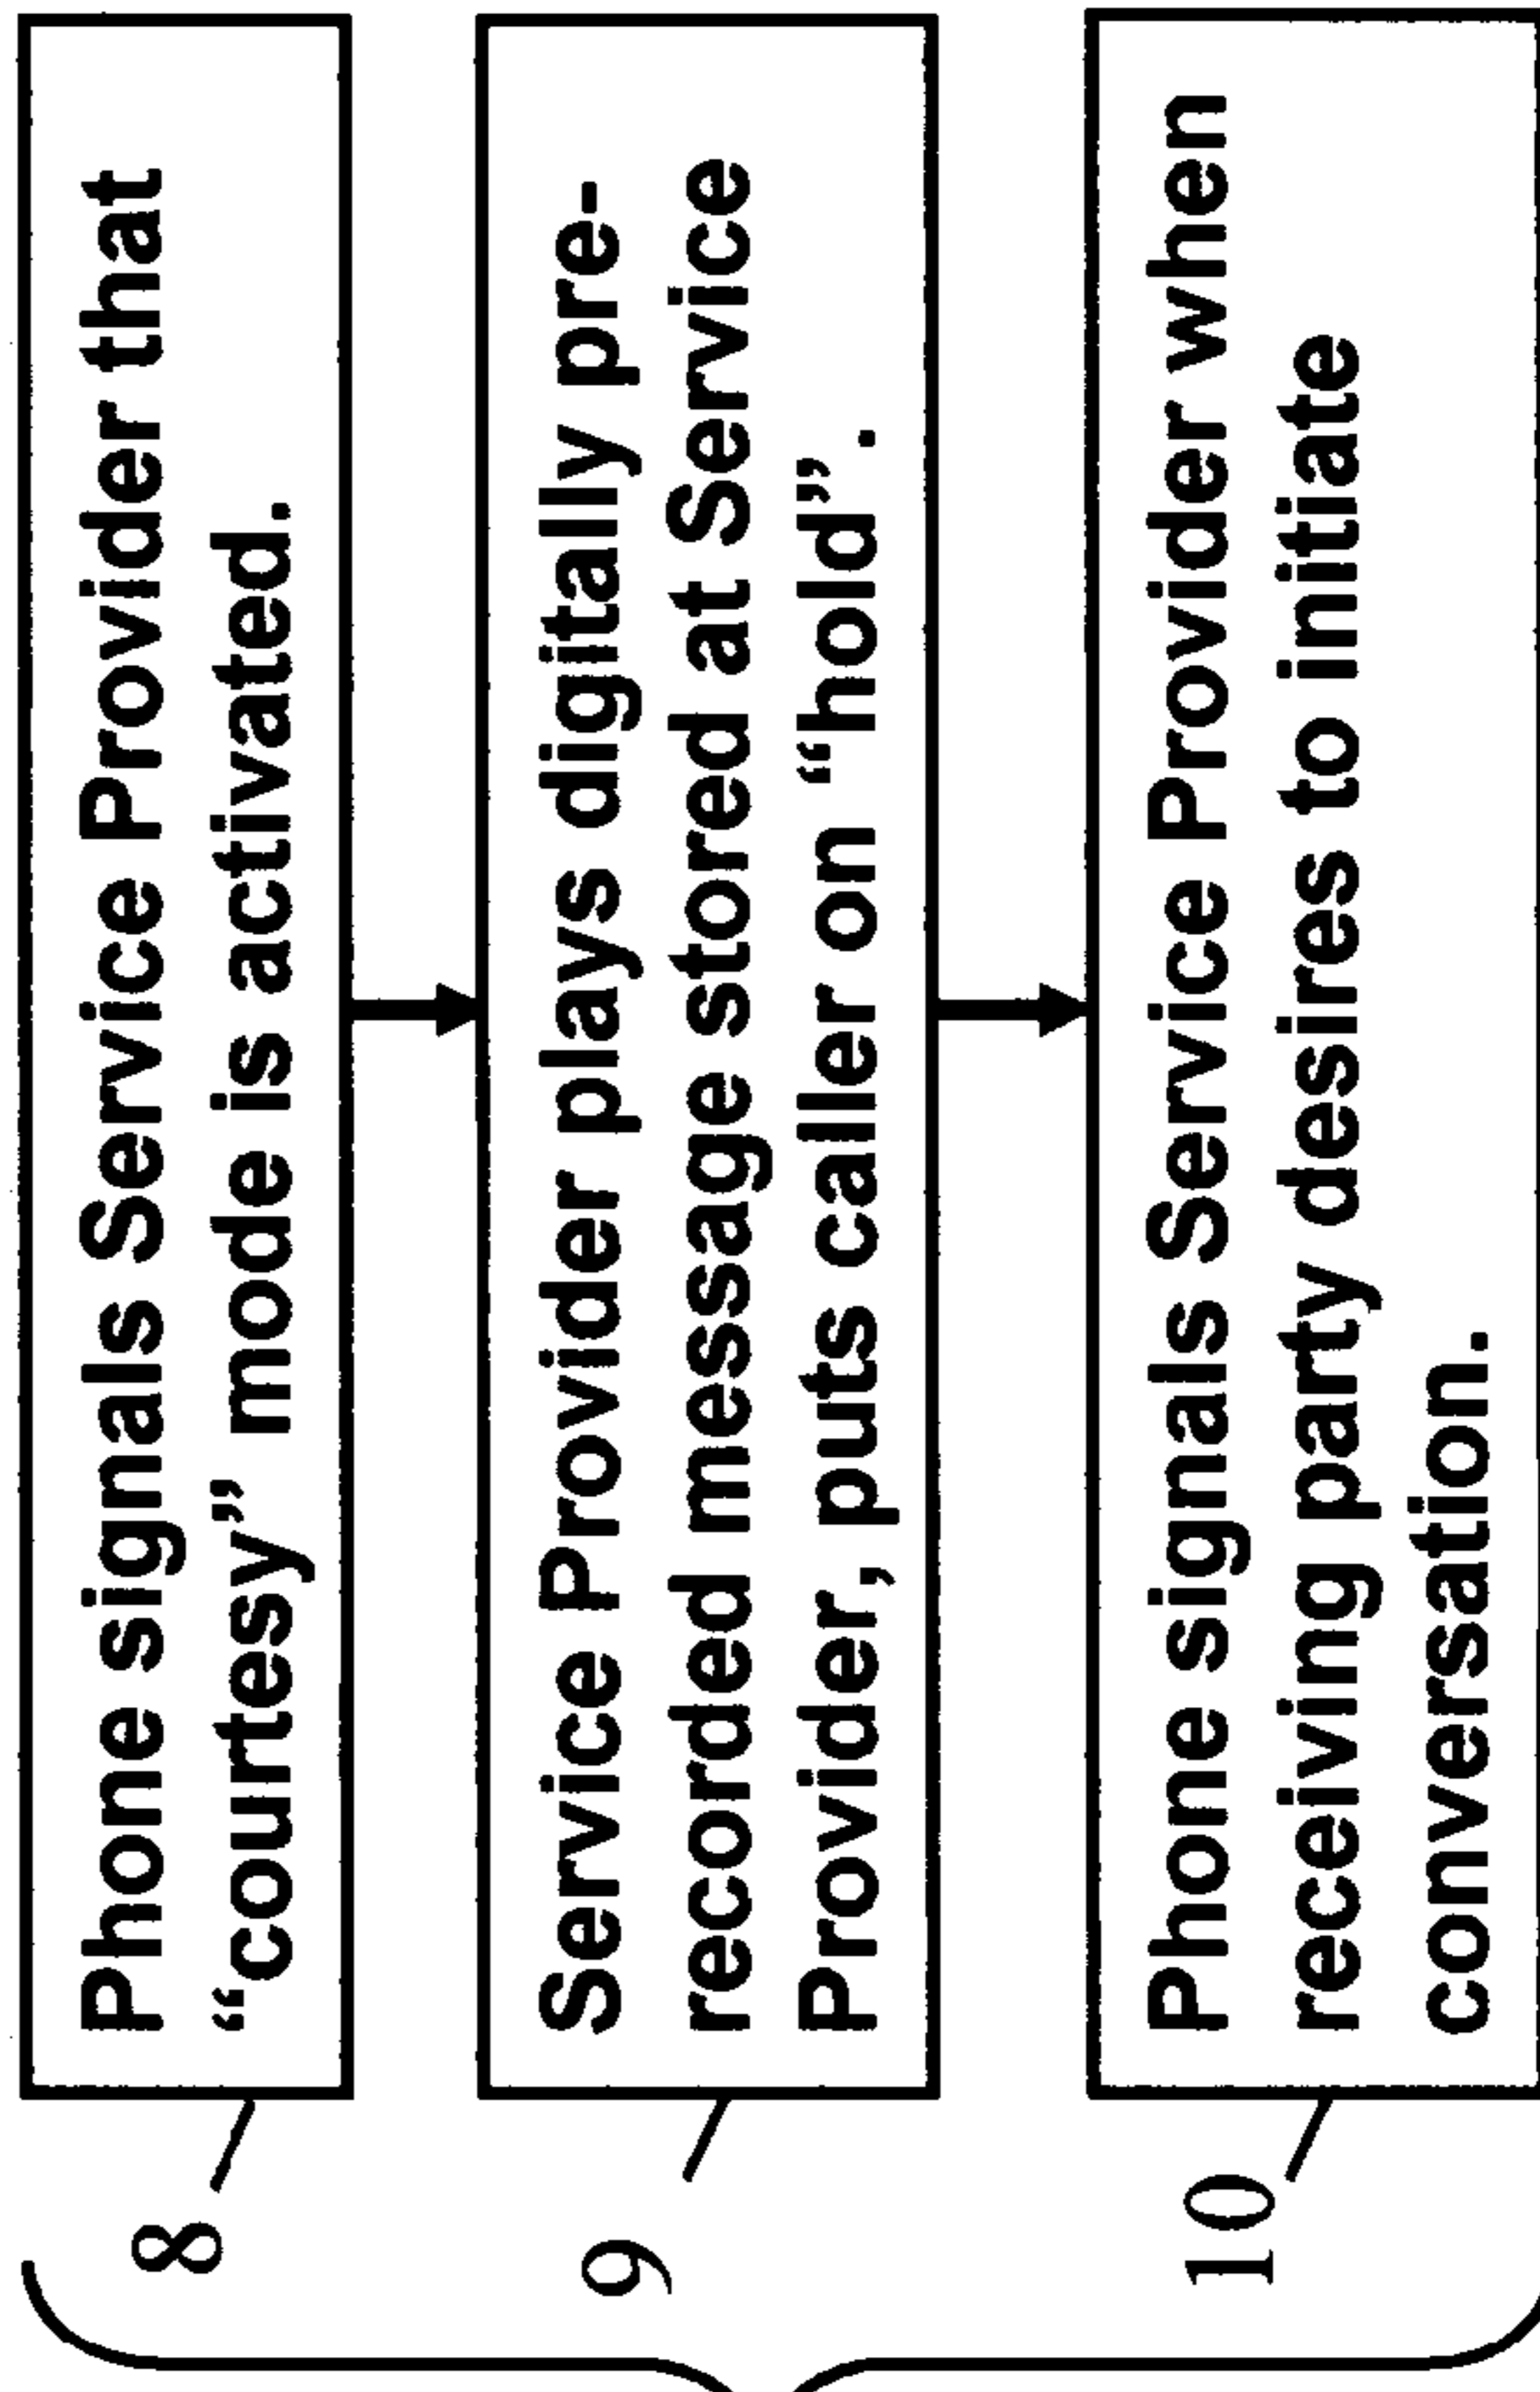 8
Phone signals Service Provider that
“courtesy” mode is activated.
9
Service Provider plays digitally pre-
recorded message stored at Service
Provider, puts caller on “hold”.
10
Phone signals Service Provider when
receiving party desires to initiate
conversation.